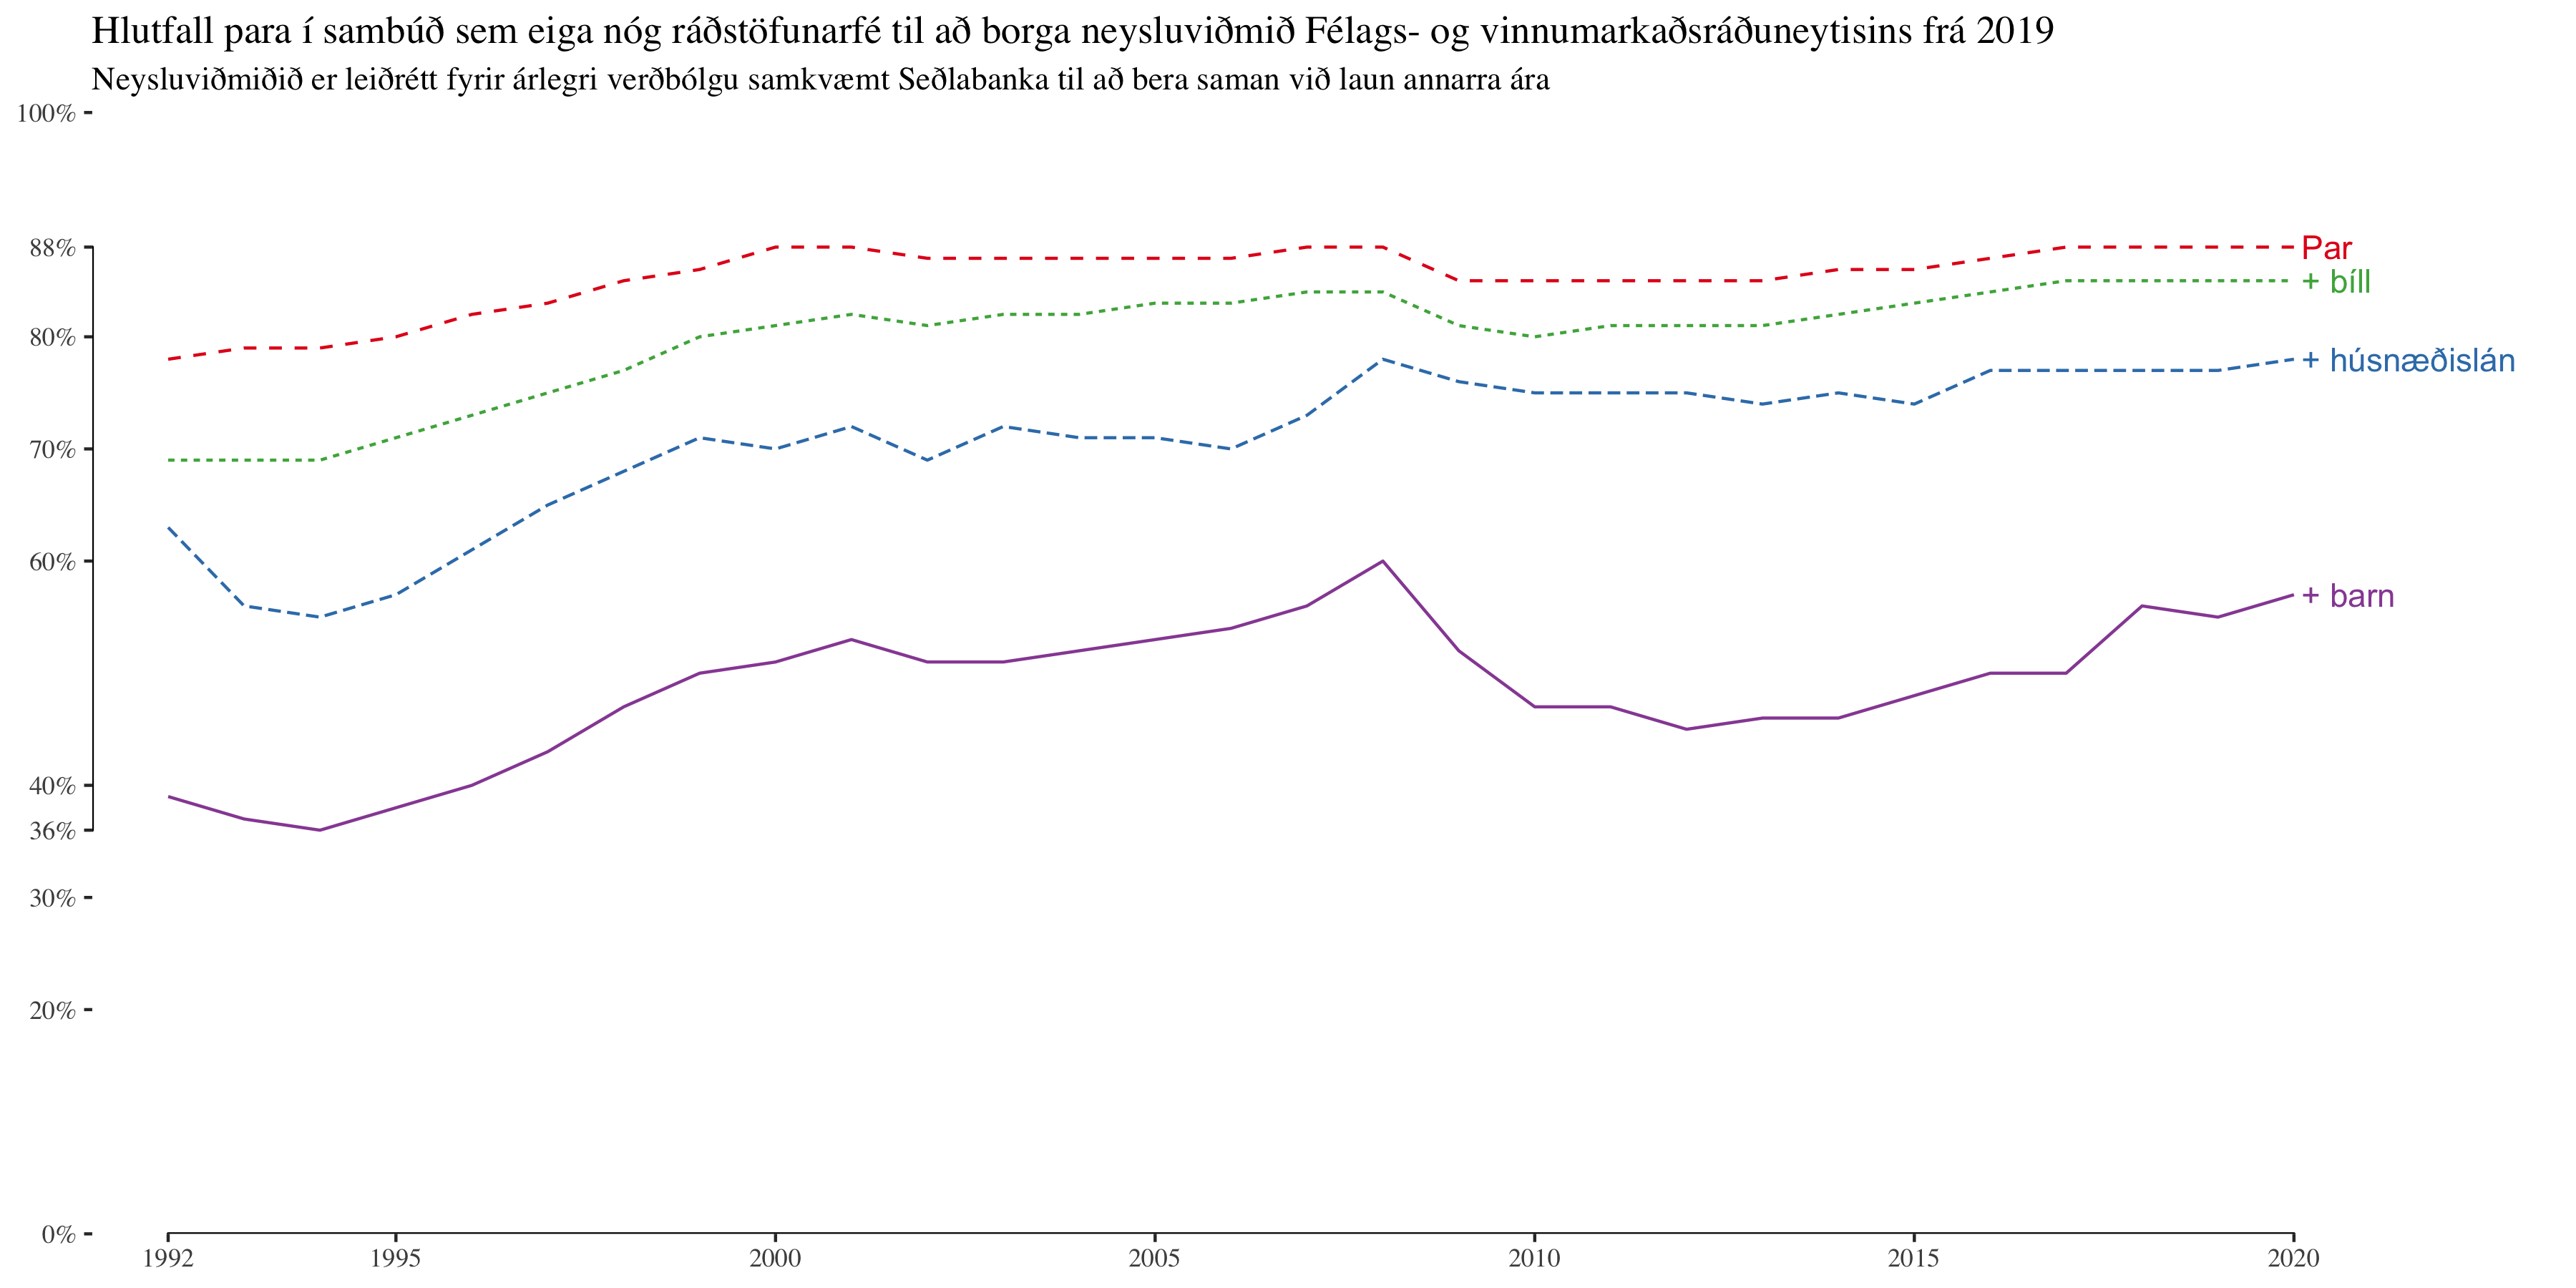 Hlutfall para í sambúð sem eiga nóg ráðstöfunarfé til að borga neysluviðmið Félags- og vinnumarkaðsráðuneytisins frá 2019
Neysluviðmiðið er leiðrétt fyrir árlegri verðbólgu samkvæmt Seðlabanka til að bera saman við laun annarra ára
100%
88%
80%
70%
60%
40%
36%
30%
20%
0%
Par
+ bíll
+ húsnæðislán
+ barn
1992 1995 2000 2005 2010 2015 2020